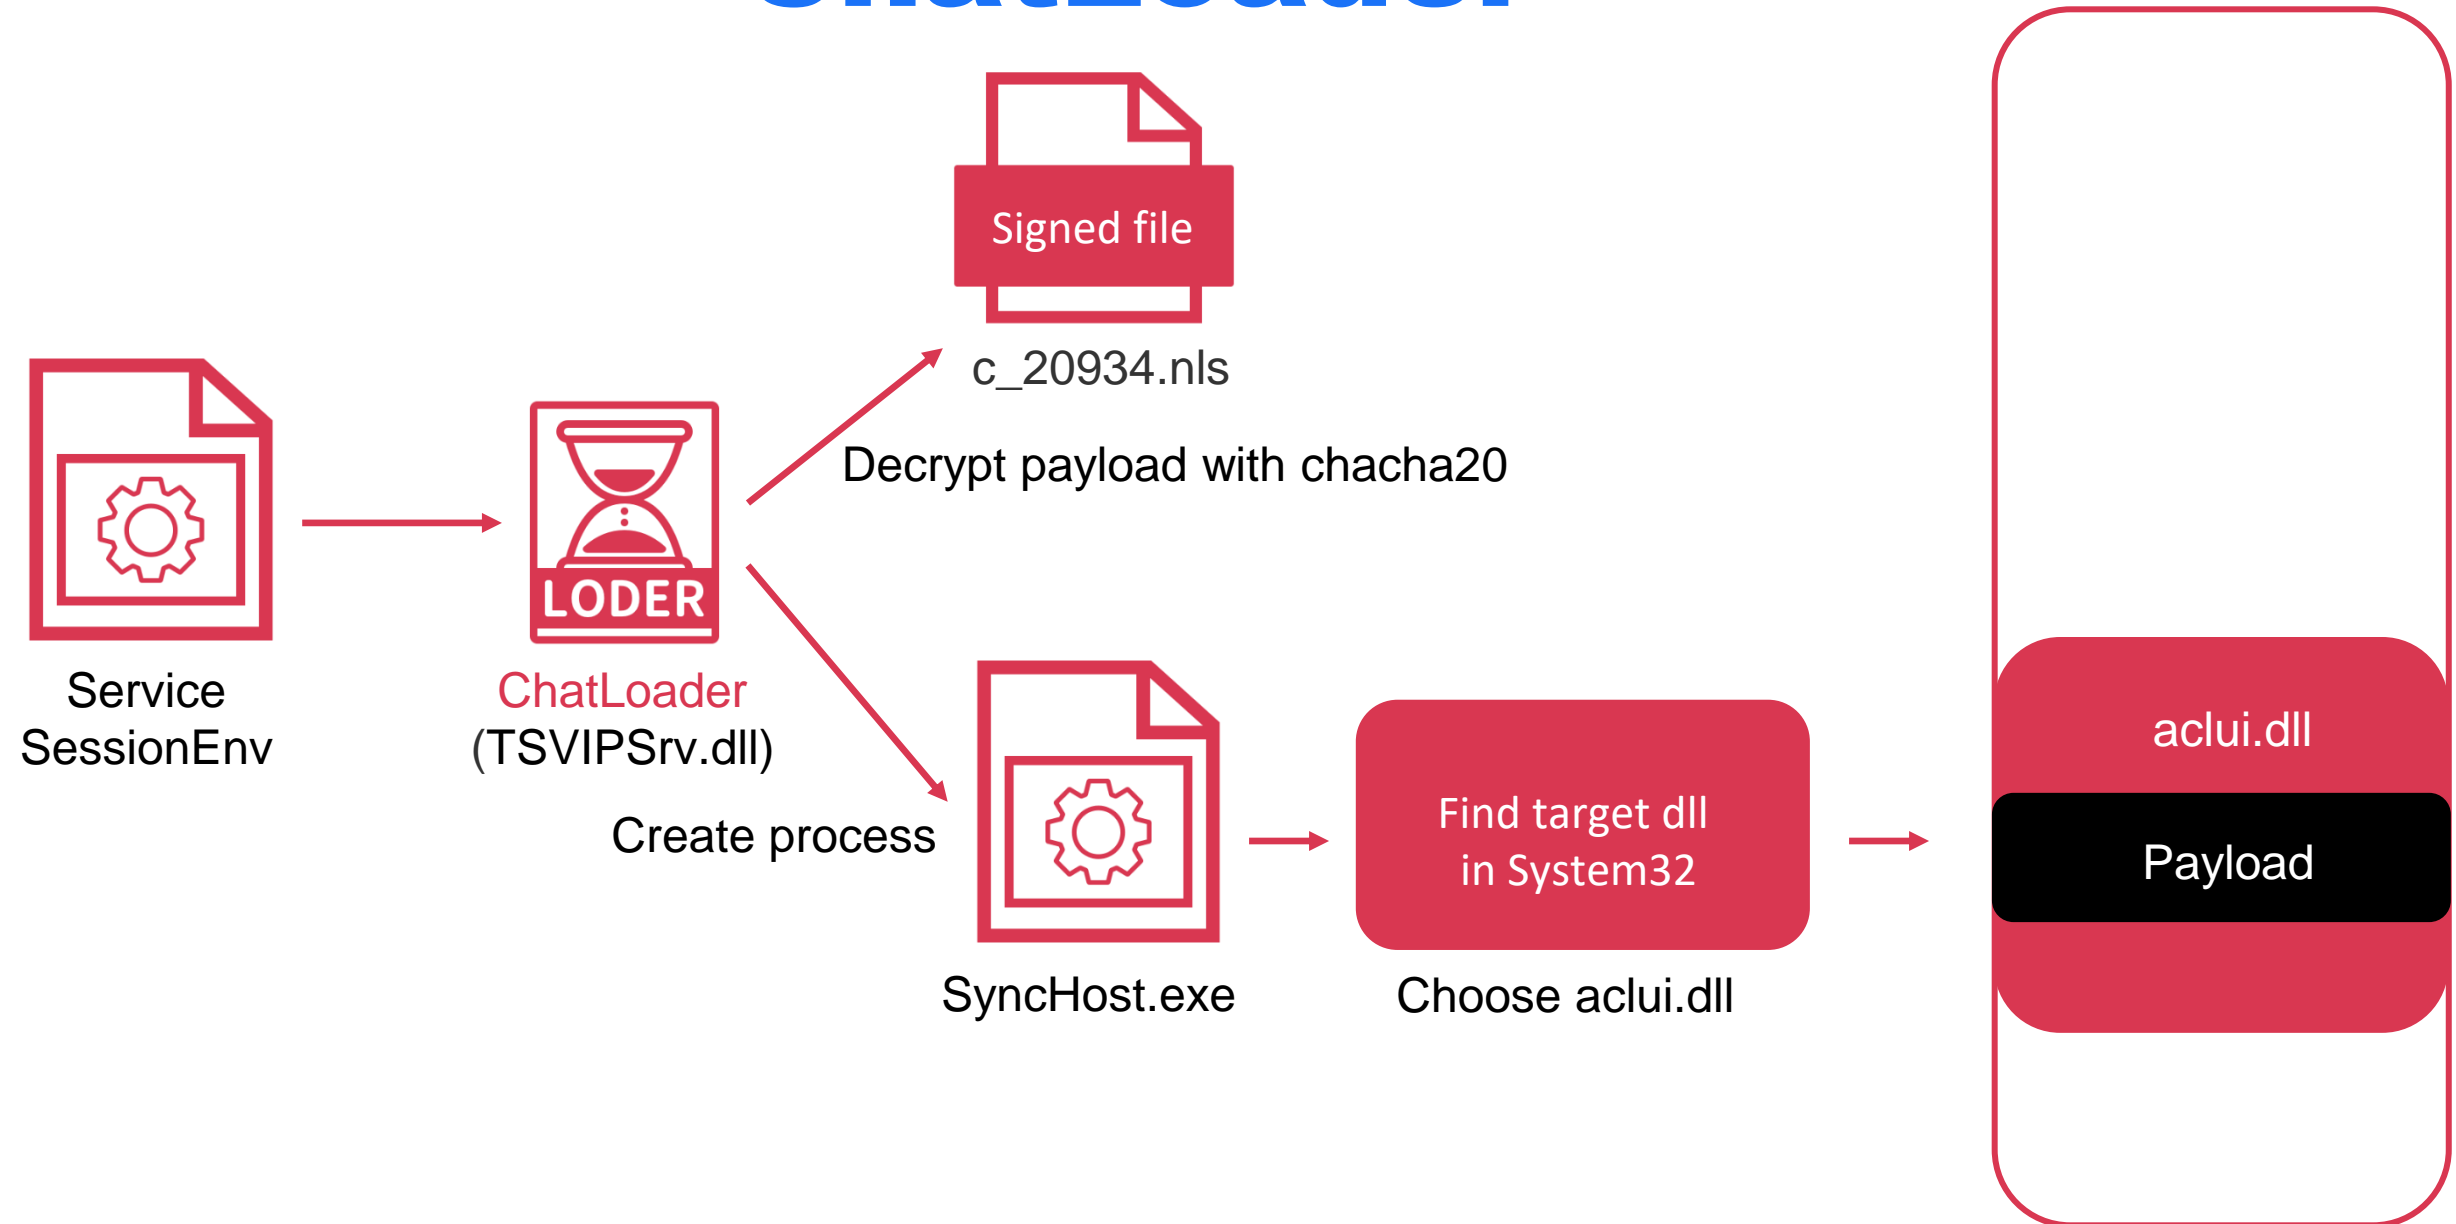 ChatLoader
Signed file
c_20934.nls
Decrypt payload with chacha20
LODER
Service
SessionEnv
ChatLoader
(TSVIPSrv.dll)
Create process
SyncHost.exe
Find target dll
in System32
Choose aclui.dll
aclui.dll
Payload